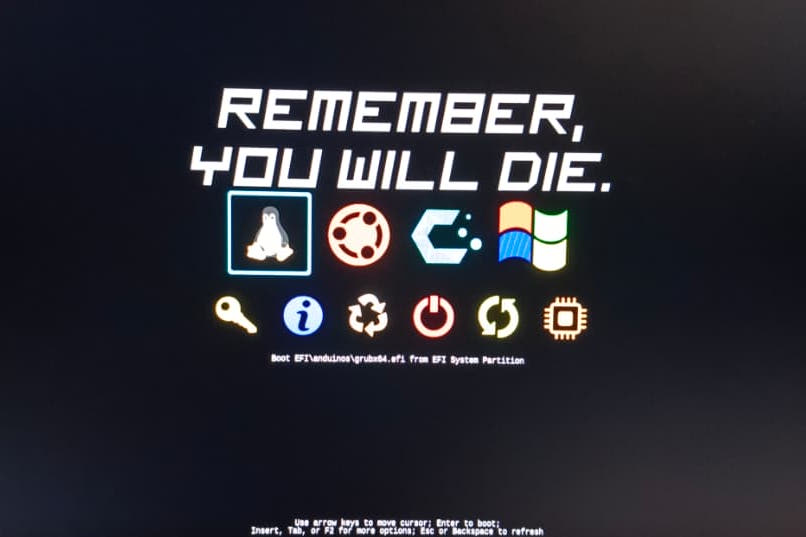 REMEMBER,
YOU WILL DIE.
Boot EFI\anduinos\grubx64.efi from EFI System Partition
Use arrow keys to move cursor; Enter to boot;
Insert, Tab, or F2 for more options; Esc or Backspace to refresh